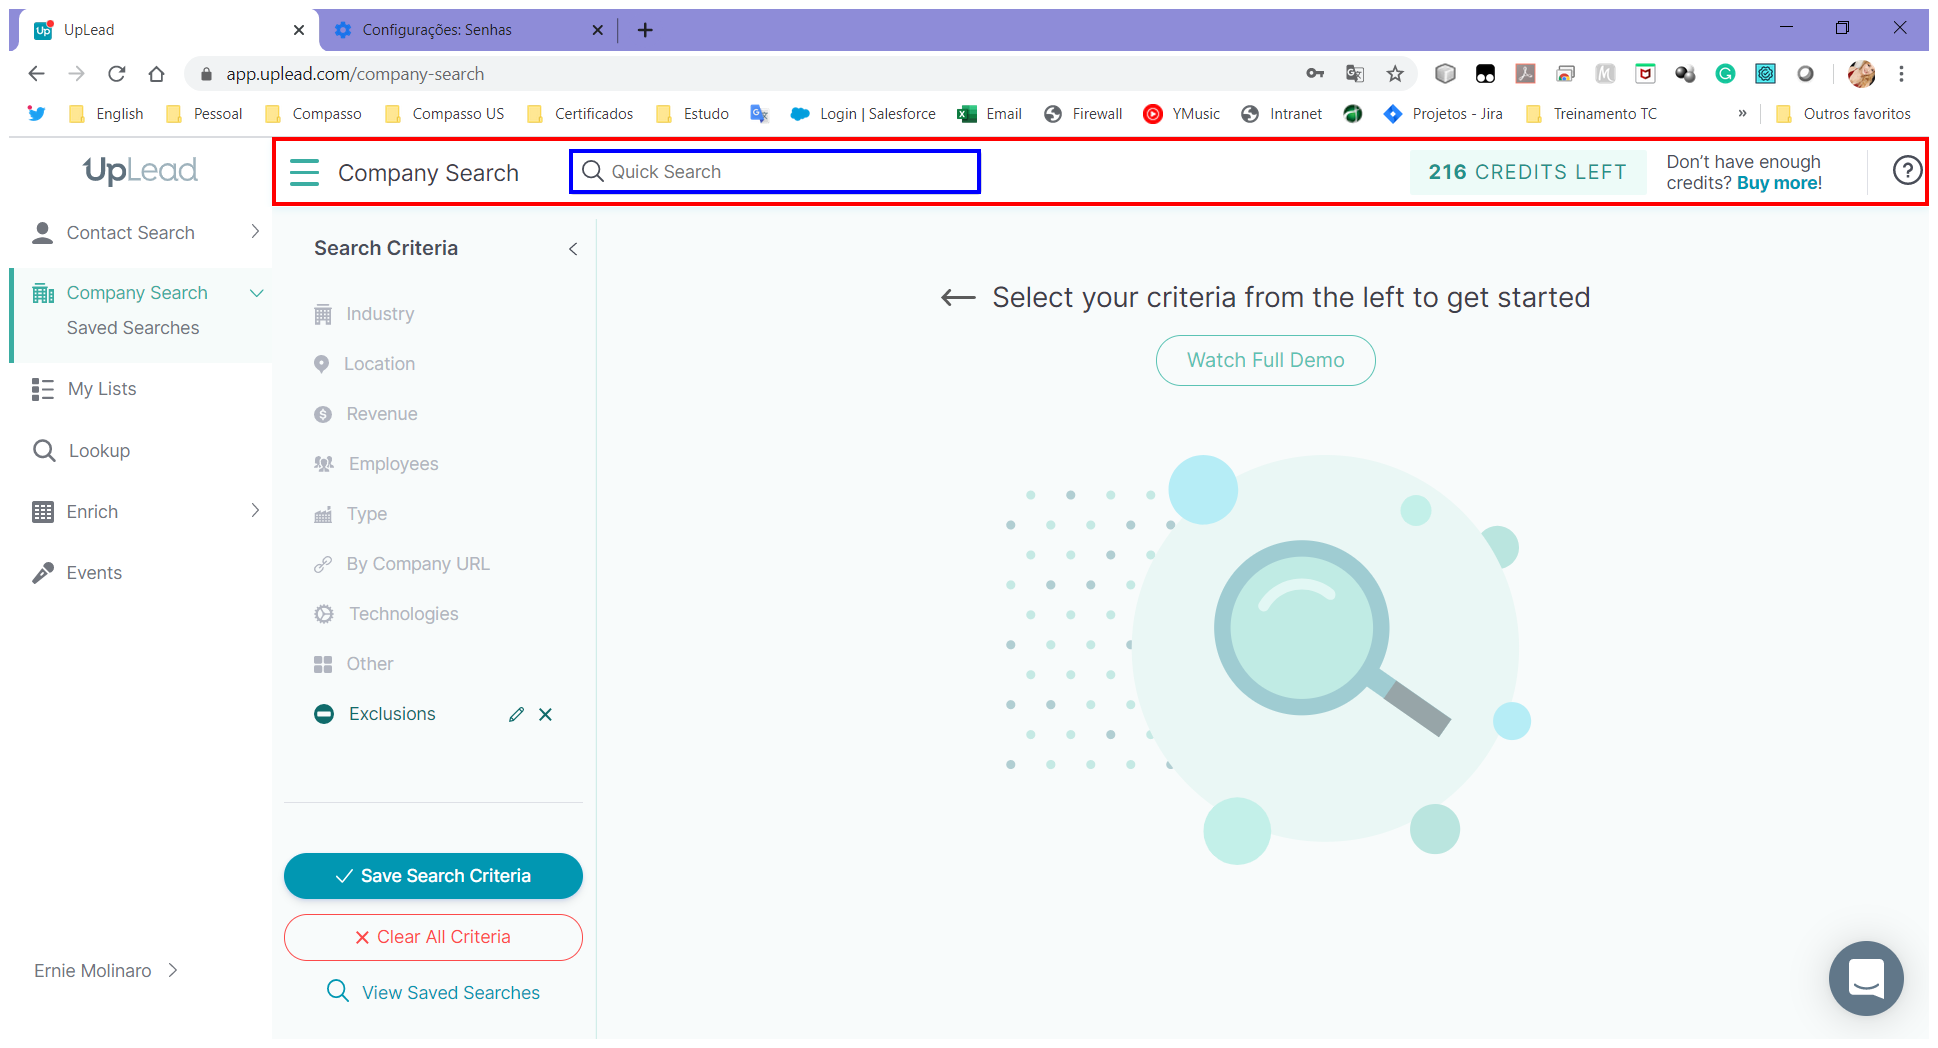 UpLead
Configurações: Senhas
app.uplead.com/company-search
English
Pessoal
Compasso
Compasso US
Certificados
Estudo
Login | Salesforce
Email
Firewall
YMusic
Intranet
Projetos - Jira
Treinamento TC
»
Outros favoritos
UpLead
Company Search
Quick Search
216 CREDITS LEFT
Don't have enough
credits? Buy more!
?
Contact Search
Company Search
Saved Searches
My Lists
Lookup
Enrich
Events
Ernie Molinaro
Search Criteria
Industry
Location
Revenue
Employees
Type
By Company URL
Technologies
Other
Exclusions
Save Search Criteria
Clear All Criteria
View Saved Searches
Select your criteria from the left to get started
Watch Full Demo